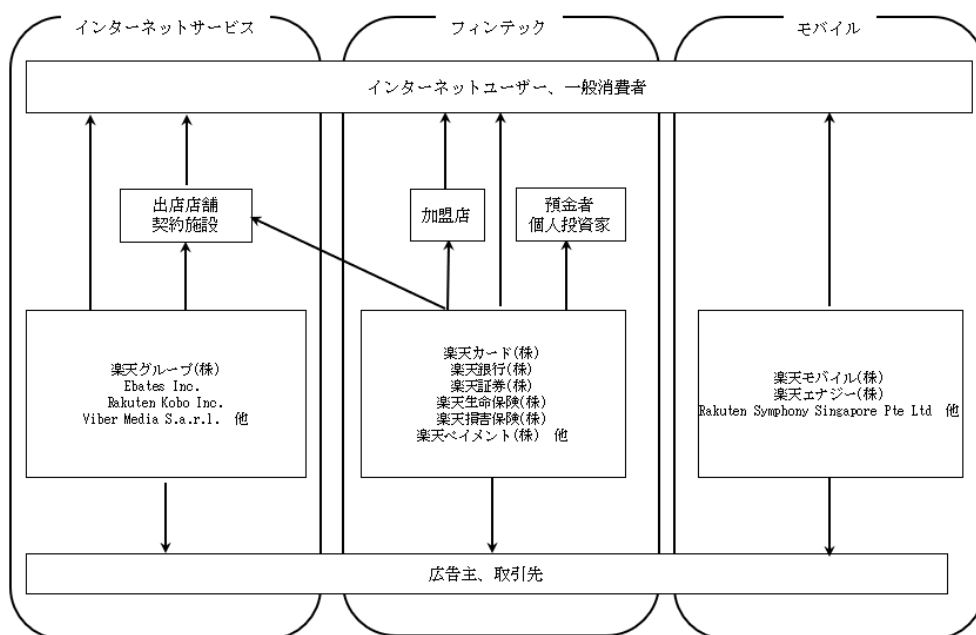 インターネットサービス
フィンテック
モバイル
インターネットユーザー、一般消費者
出店店舗
契約施設
加盟店
預金者
個人投資家
楽天グループ(株)
Ebates Inc.
Rakuten Kobo Inc.
Viber Media S.a.r.l. 他
楽天カード(株)
楽天銀行(株)
楽天証券(株)
楽天生命保険(株)
楽天損害保険(株)
楽天ペイメント(株) 他
楽天モバイル(株)
楽天エナジー(株)
Rakuten Symphony Singapore Pte Ltd 他
広告主、取引先